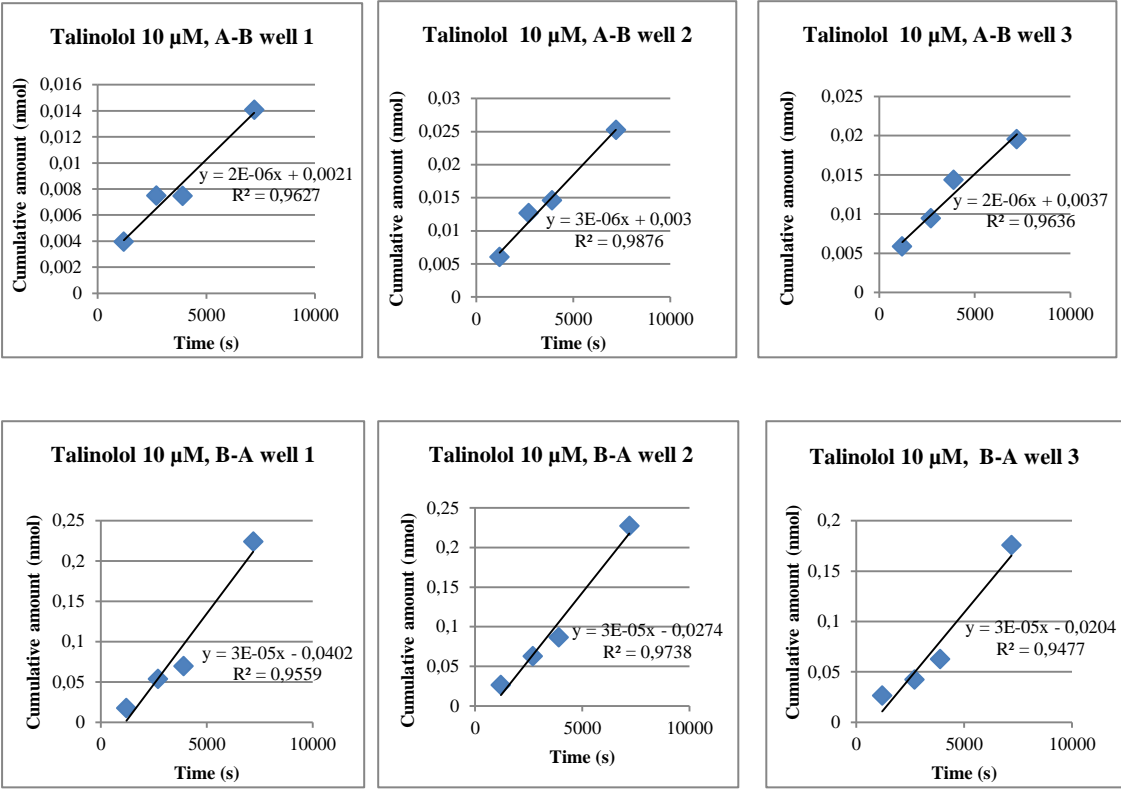 Talinolol 10 µM, A-B well 1
Cumulative amount (nmol)
0,016
0,014
0,012
0,01
0,008
0,006
0,004
0,002
0
y = 2E-06x + 0,0021
R² = 0,9627
0
5000
10000
Time (s)
Talinolol 10 µM, A-B well 2
Cumulative amount (nmol)
0,03
0,025
0,02
0,015
0,01
0,005
0
y = 3E-06x + 0,003
R² = 0,9876
0
5000
10000
Time (s)
Talinolol 10 µM, A-B well 3
Cumulative amount (nmol)
0,025
0,02
0,015
0,01
0,005
0
y = 2E-06x + 0,0037
R² = 0,9636
0
5000
10000
Time (s)
Talinolol 10 µM, B-A well 1
Cumulative amount (nmol)
0,25
0,2
0,15
0,1
0,05
0
y = 3E-05x - 0,0402
R² = 0,9559
0
5000
10000
Time (s)
Talinolol 10 µM, B-A well 2
Cumulative amount (nmol)
0,25
0,2
0,15
0,1
0,05
0
y = 3E-05x - 0,0274
R² = 0,9738
0
5000
10000
Time (s)
Talinolol 10 µM, B-A well 3
Cumulative amount (nmol)
0,2
0,15
0,1
0,05
0
y = 3E-05x - 0,0204
R² = 0,9477
0
5000
10000
Time (s)